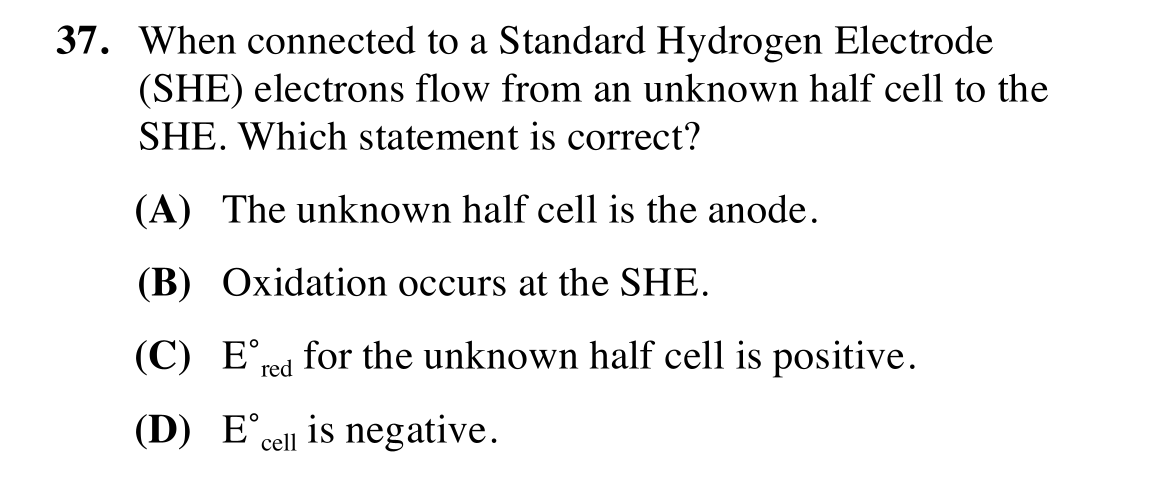 37. When connected to a Standard Hydrogen Electrode
(SHE) electrons flow from an unknown half cell to the
SHE. Which statement is correct?
(A) The unknown half cell is the anode.
(B) Oxidation occurs at the SHE.
(C) E°red for the unknown half cell is positive.
(D) E°cell is negative.